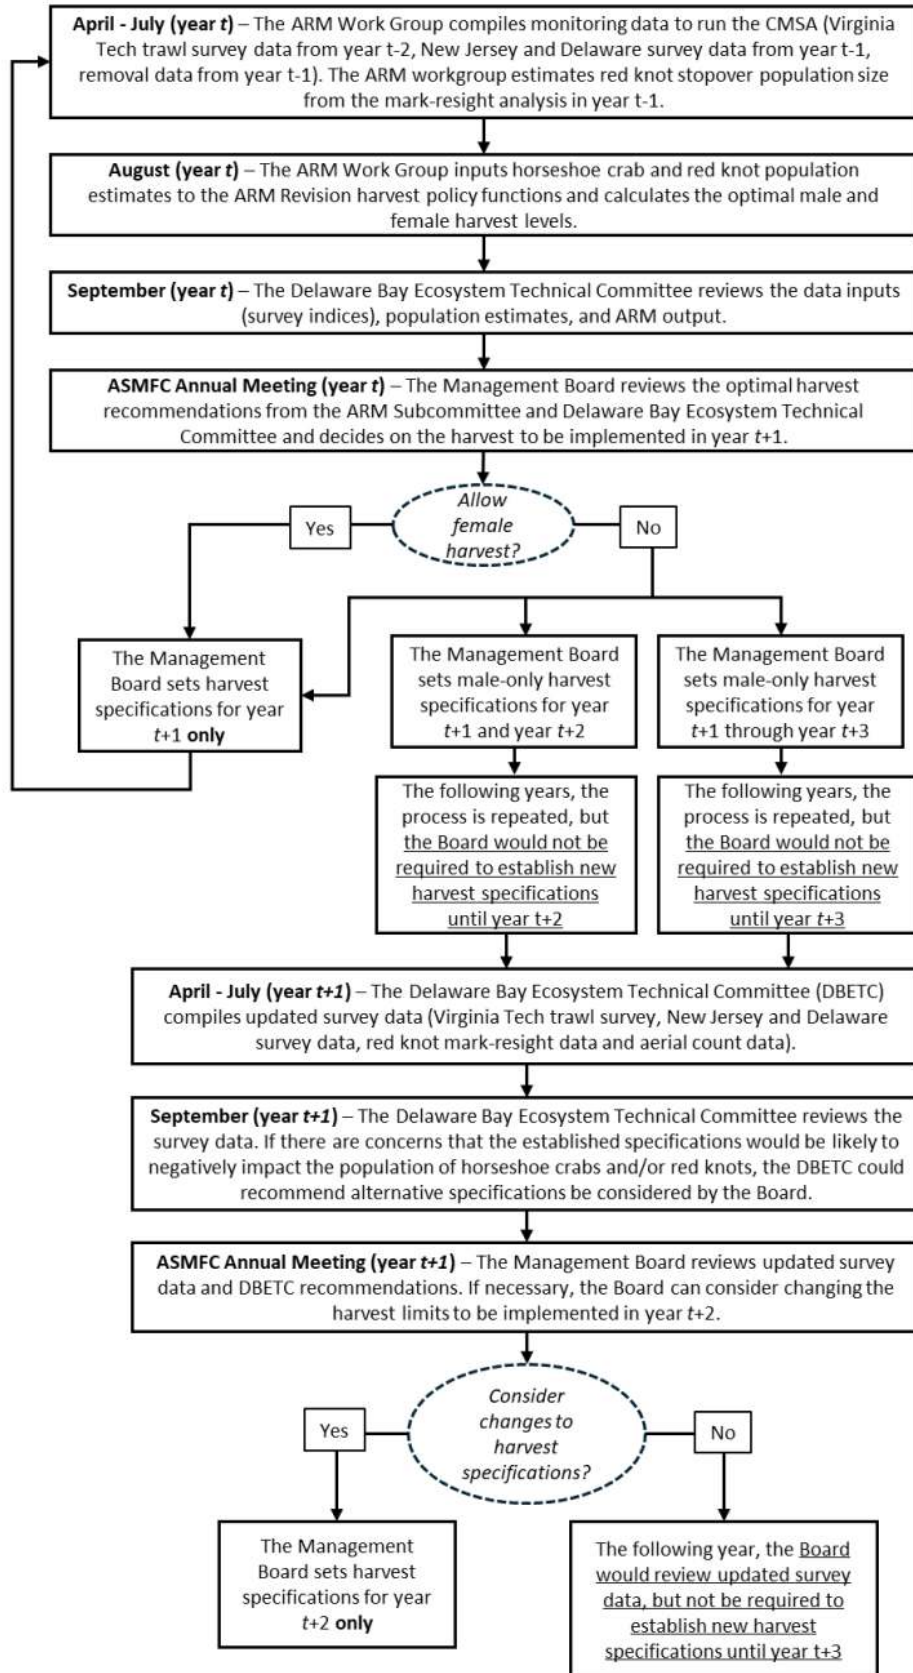 April - July (year t) – The ARM Work Group compiles monitoring data to run the CMSA (Virginia
Tech trawl survey data from year t-2, New Jersey and Delaware survey data from year t-1,
removal data from year t-1). The ARM workgroup estimates red knot stopover population size
from the mark-resight analysis in year t-1.
August (year t) – The ARM Work Group inputs horseshoe crab and red knot population
estimates to the ARM Revision harvest policy functions and calculates the optimal male and
female harvest levels.
September (year t) – The Delaware Bay Ecosystem Technical Committee reviews the data inputs
(survey indices), population estimates, and ARM output.
ASMFC Annual Meeting (year t) – The Management Board reviews the optimal harvest
recommendations from the ARM Subcommittee and Delaware Bay Ecosystem Technical
Committee and decides on the harvest to be implemented in year t+1.
Allow
female
harvest?
Yes
No
The Management
Board sets harvest
specifications for year
t+1 only
The Management Board
sets male-only harvest
specifications for year
t+1 and year t+2
The Management Board
sets male-only harvest
specifications for year
t+1 through year t+3
The following years, the
process is repeated, but
the Board would not be
required to establish new
harvest specifications
until year t+2
The following years, the
process is repeated, but
the Board would not be
required to establish new
harvest specifications
until year t+3
April - July (year t+1) – The Delaware Bay Ecosystem Technical Committee (DBETC)
compiles updated survey data (Virginia Tech trawl survey, New Jersey and Delaware
survey data, red knot mark-resight data and aerial count data).
September (year t+1) – The Delaware Bay Ecosystem Technical Committee reviews the
survey data. If there are concerns that the established specifications would be likely to
negatively impact the population of horseshoe crabs and/or red knots, the DBETC could
recommend alternative specifications be considered by the Board.
ASMFC Annual Meeting (year t+1) – The Management Board reviews updated survey
data and DBETC recommendations. If necessary, the Board can consider changing the
harvest limits to be implemented in year t+2.
Consider
changes to
harvest
specifications?
Yes
No
The Management
Board sets harvest
specifications for year
t+2 only
The following year, the Board
would review updated survey
data, but not be required to
establish new harvest
specifications until year t+3